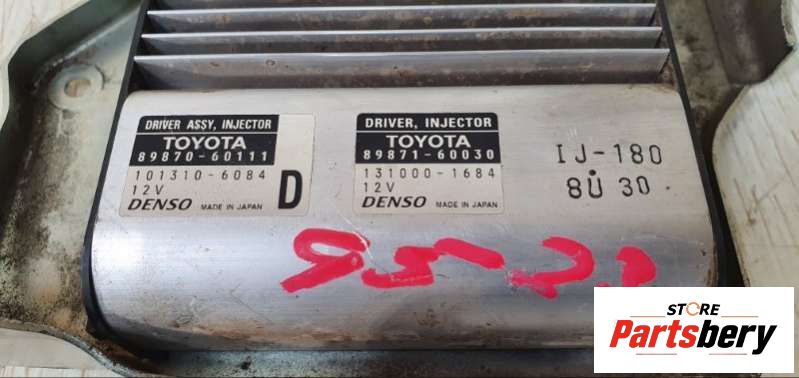 DRIVER ASSY, INJECTOR
TOYOTA
89870-60111
101310-6084
12V
DENSO MADE IN JAPAN
D
DRIVER, INJECTOR
TOYOTA
89871-60030
131000-1684
12V
DENSO MADE IN JAPAN
IJ-180
8U 30
STORE
Partsbery